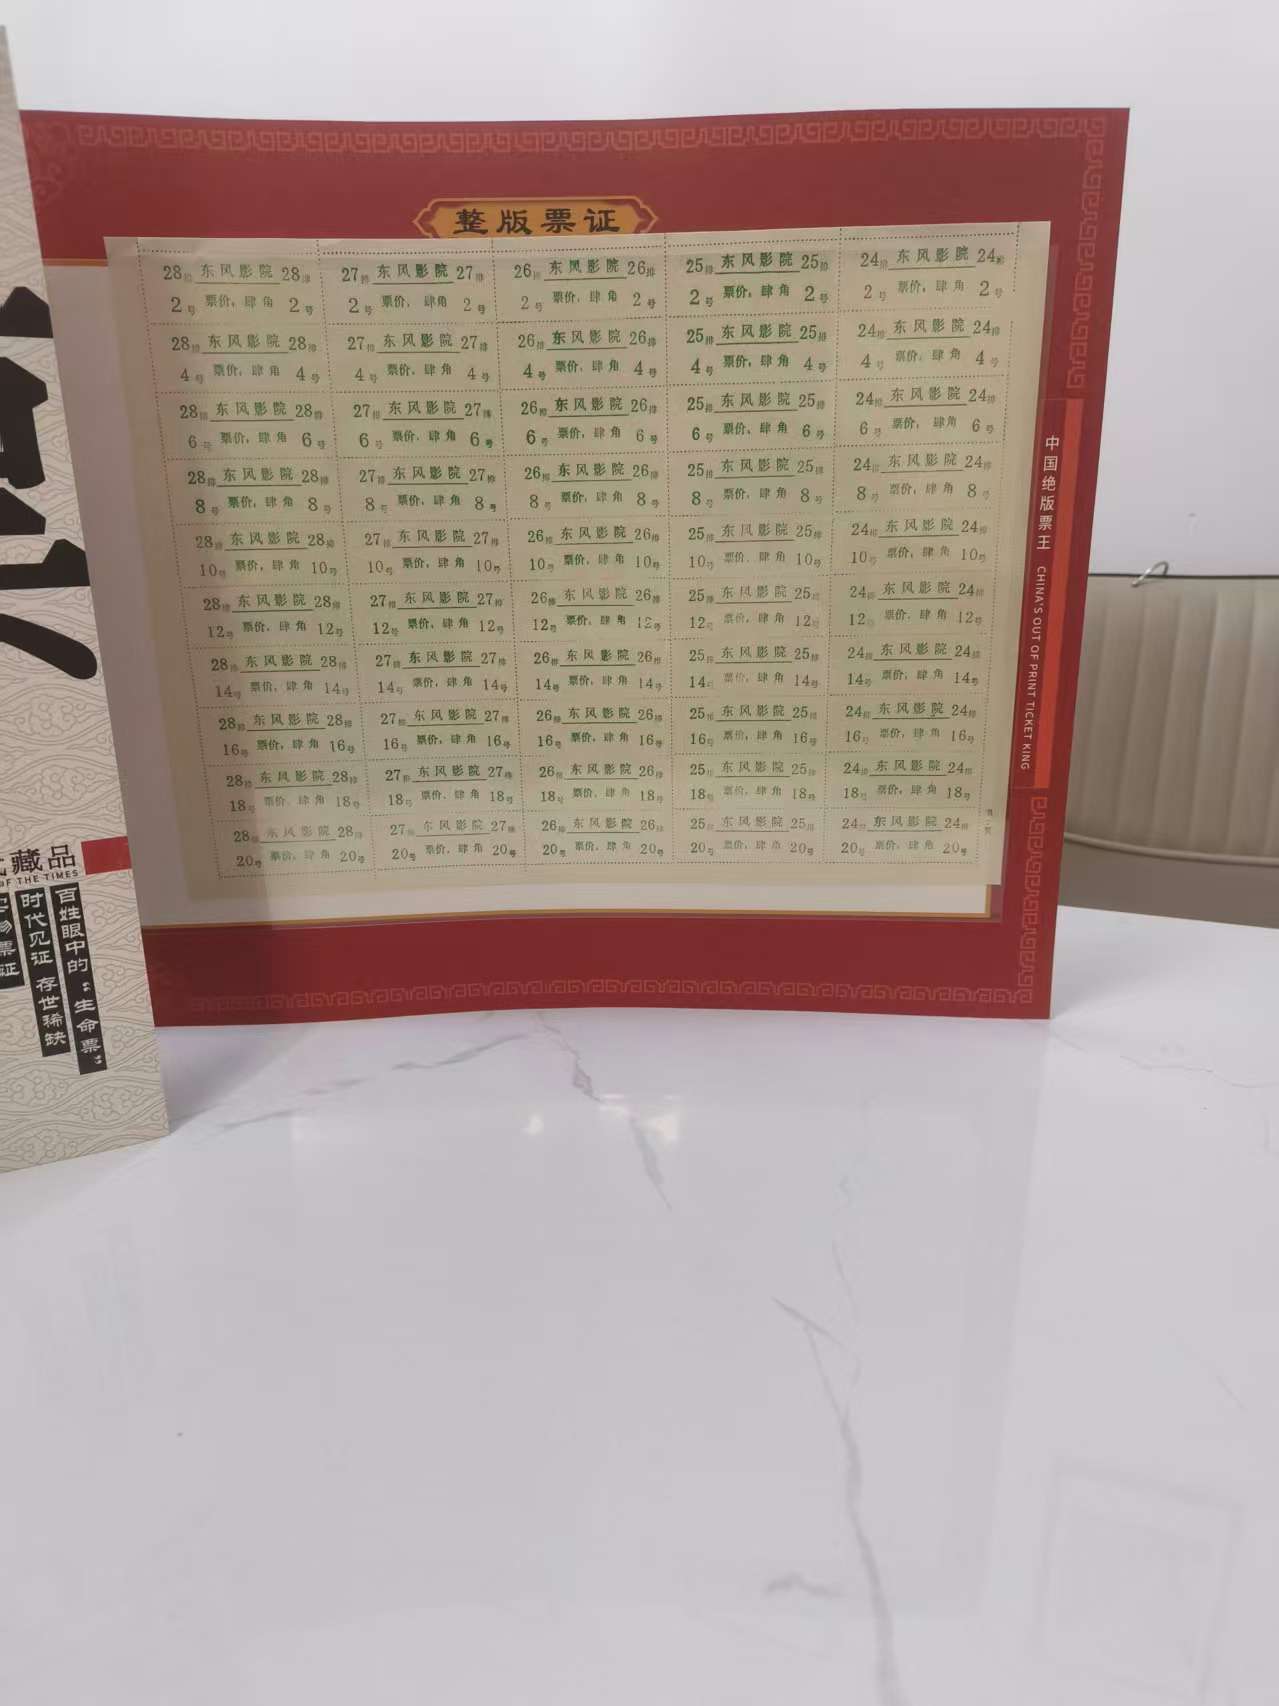 整版票证
28排 东风影院 28排 27排 东风影院 27排 26排 东风影院 26排 25排 东风影院 25排 24排 东风影院 24排
2号 票价：肆角 2号 2号 票价：肆角 2号 2号 票价：肆角 2号 2号 票价：肆角 2号 2号 票价：肆角 2号
28排 东风影院 28排 27排 东风影院 27排 26排 东风影院 26排 25排 东风影院 25排 24排 东风影院 24排
4号 票价：肆角 4号 4号 票价：肆角 4号 4号 票价：肆角 4号 4号 票价：肆角 4号 4号 票价：肆角 4号
28排 东风影院 28排 27排 东风影院 27排 26排 东风影院 26排 25排 东风影院 25排 24排 东风影院 24排
6号 票价：肆角 6号 6号 票价：肆角 6号 6号 票价：肆角 6号 6号 票价：肆角 6号 6号 票价：肆角 6号
28排 东风影院 28排 27排 东风影院 27排 26排 东风影院 26排 25排 东风影院 25排 24排 东风影院 24排
8号 票价：肆角 8号 8号 票价：肆角 8号 8号 票价：肆角 8号 8号 票价：肆角 8号 8号 票价：肆角 8号
28排 东风影院 28排 27排 东风影院 27排 26排 东风影院 26排 25排 东风影院 25排 24排 东风影院 24排
10号 票价：肆角 10号 10号 票价：肆角 10号 10号 票价：肆角 10号 10号 票价：肆角 10号 10号 票价：肆角 10号
28排 东风影院 28排 27排 东风影院 27排 26排 东风影院 26排 25排 东风影院 25排 24排 东风影院 24排
12号 票价：肆角 12号 12号 票价：肆角 12号 12号 票价：肆角 12号 12号 票价：肆角 12号 12号 票价：肆角 12号
28排 东风影院 28排 27排 东风影院 27排 26排 东风影院 26排 25排 东风影院 25排 24排 东风影院 24排
14号 票价：肆角 14号 14号 票价：肆角 14号 14号 票价：肆角 14号 14号 票价：肆角 14号 14号 票价：肆角 14号
28排 东风影院 28排 27排 东风影院 27排 26排 东风影院 26排 25排 东风影院 25排 24排 东风影院 24排
16号 票价：肆角 16号 16号 票价：肆角 16号 16号 票价：肆角 16号 16号 票价：肆角 16号 16号 票价：肆角 16号
28排 东风影院 28排 27排 东风影院 27排 26排 东风影院 26排 25排 东风影院 25排 24排 东风影院 24排
18号 票价：肆角 18号 18号 票价：肆角 18号 18号 票价：肆角 18号 18号 票价：肆角 18号 18号 票价：肆角 18号
28排 东风影院 28排 27排 东风影院 27排 26排 东风影院 26排 25排 东风影院 25排 24排 东风影院 24排
20号 票价：肆角 20号 20号 票价：肆角 20号 20号 票价：肆角 20号 20号 票价：肆角 20号 20号 票价：肆角 20号
中国绝版票王 CHINA'S OUT OF PRINT TICKET KING
藏品
OF THE TIMES
百姓眼中的“生命票”
时代见证 存世稀缺
票证